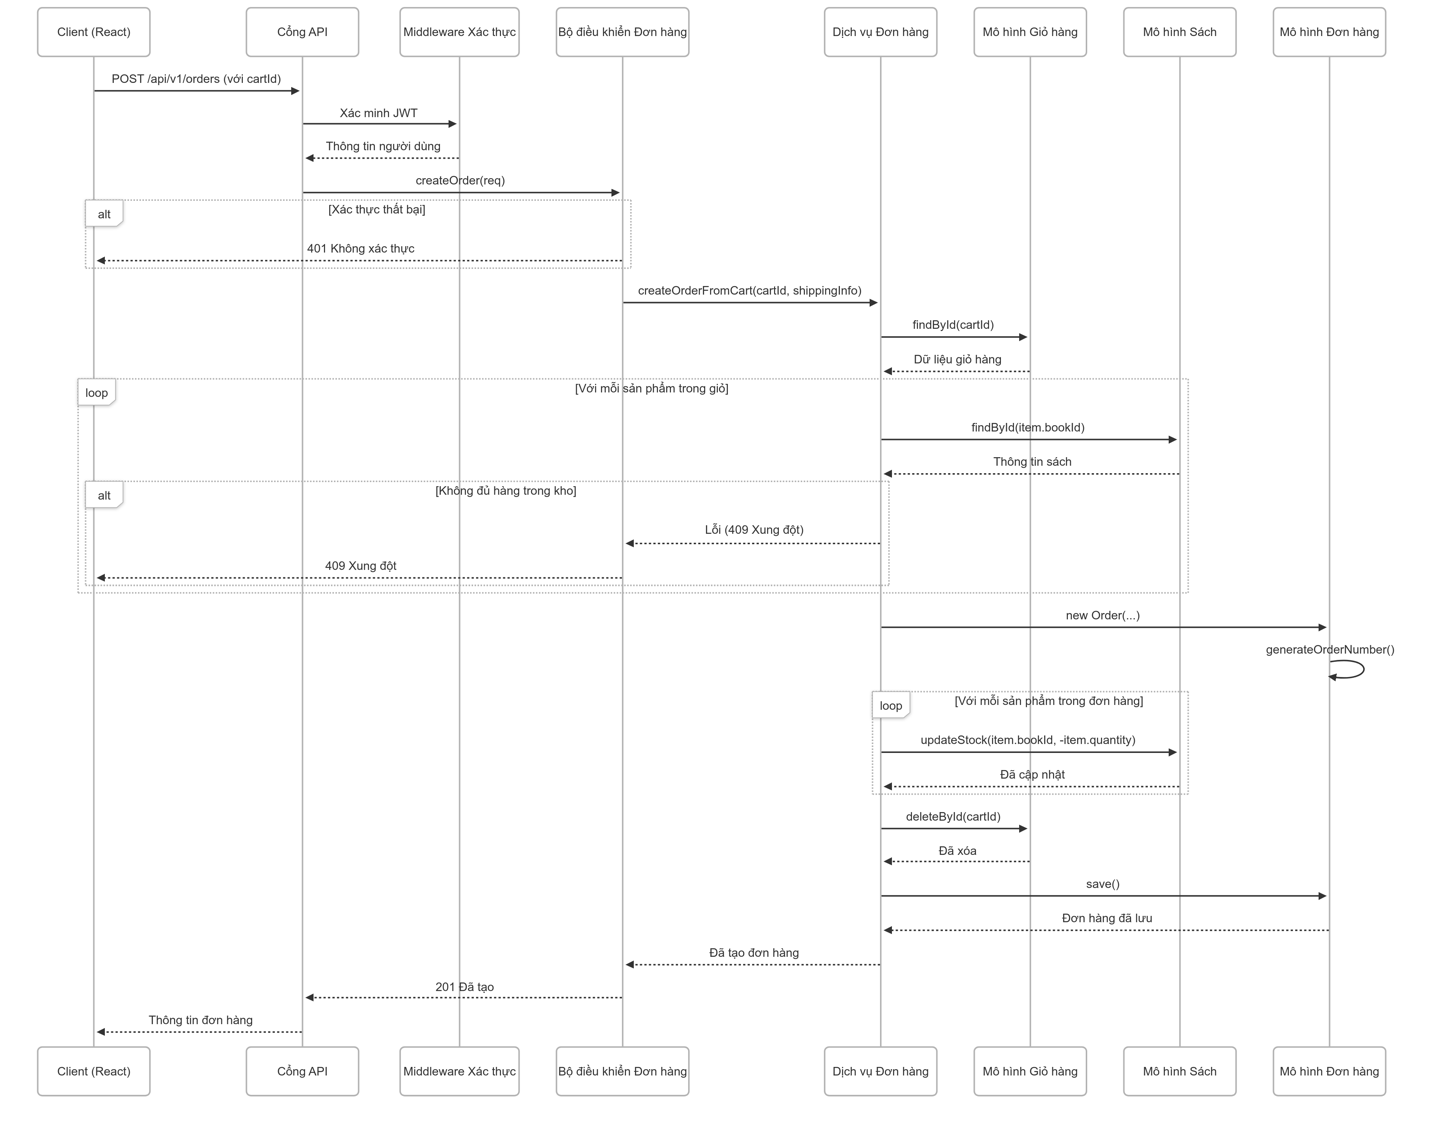 Client (React)
Cổng API
Middleware Xác thực
Bộ điều khiển Đơn hàng
Dịch vụ Đơn hàng
Mô hình Giỏ hàng
Mô hình Sách
Mô hình Đơn hàng
POST /api/v1/orders (với cartId)
Xác minh JWT
Thông tin người dùng
createOrder(req)
alt
[Xác thực thất bại]
401 Không xác thực
createOrderFromCart(cartId, shippingInfo)
findById(cartId)
Dữ liệu giỏ hàng
loop
[Với mỗi sản phẩm trong giỏ]
findById(item.bookId)
Thông tin sách
alt
[Không đủ hàng trong kho]
Lỗi (409 Xung đột)
409 Xung đột
new Order(...)
generateOrderNumber()
loop
[Với mỗi sản phẩm trong đơn hàng]
updateStock(item.bookId, -item.quantity)
Đã cập nhật
deleteById(cartId)
Đã xóa
save()
Đơn hàng đã lưu
Đã tạo đơn hàng
201 Đã tạo
Thông tin đơn hàng
Client (React)
Cổng API
Middleware Xác thực
Bộ điều khiển Đơn hàng
Dịch vụ Đơn hàng
Mô hình Giỏ hàng
Mô hình Sách
Mô hình Đơn hàng